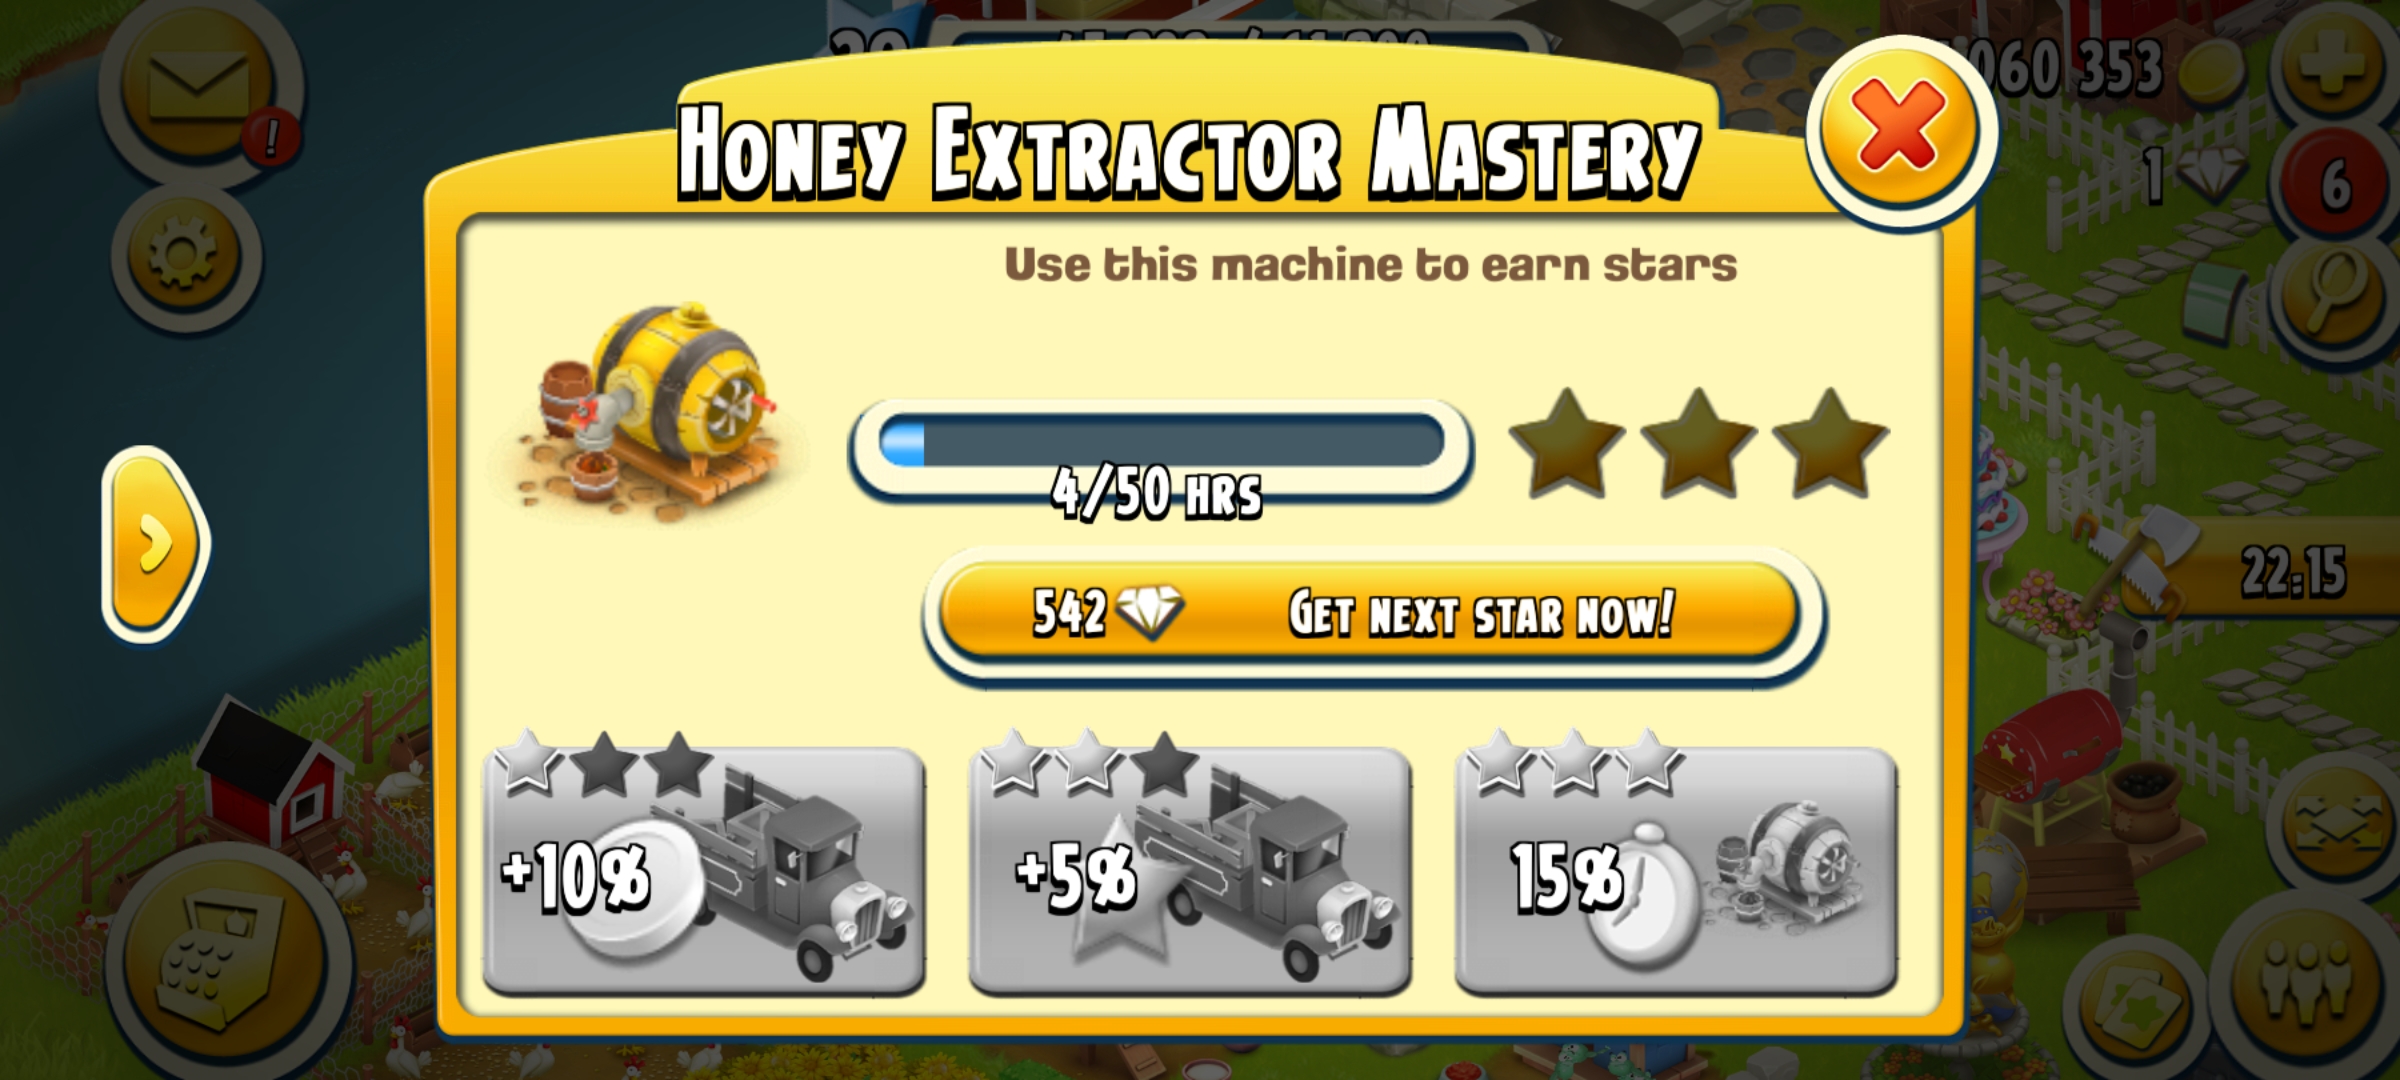 HONEY EXTRACTOR MASTERY
060 353
!
1
6
Use this machine to earn stars
4/50 HRS
22:15
542 GET NEXT STAR NOW!
+10%
+5%
15%